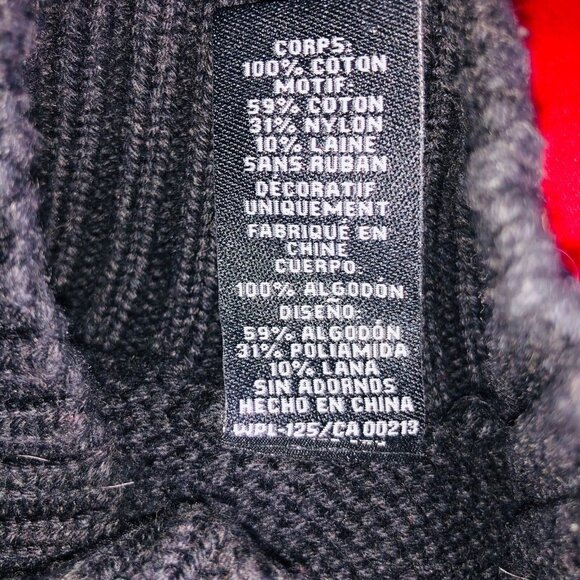 CORPS:
100% COTON
MOTIF:
59% COTON
31% NYLON
10% LAINE
SANS RUBAN
DÉCORATIF
UNIQUEMENT
FABRIQUÉ EN
CHINE
CUERPO
100% ALGODÓN
DISEÑO
59% ALGODÓN
31% POLIAMIDA
10% LANA
SIN ADORNOS
HECHO EN CHINA
WPL-125/CA 00213